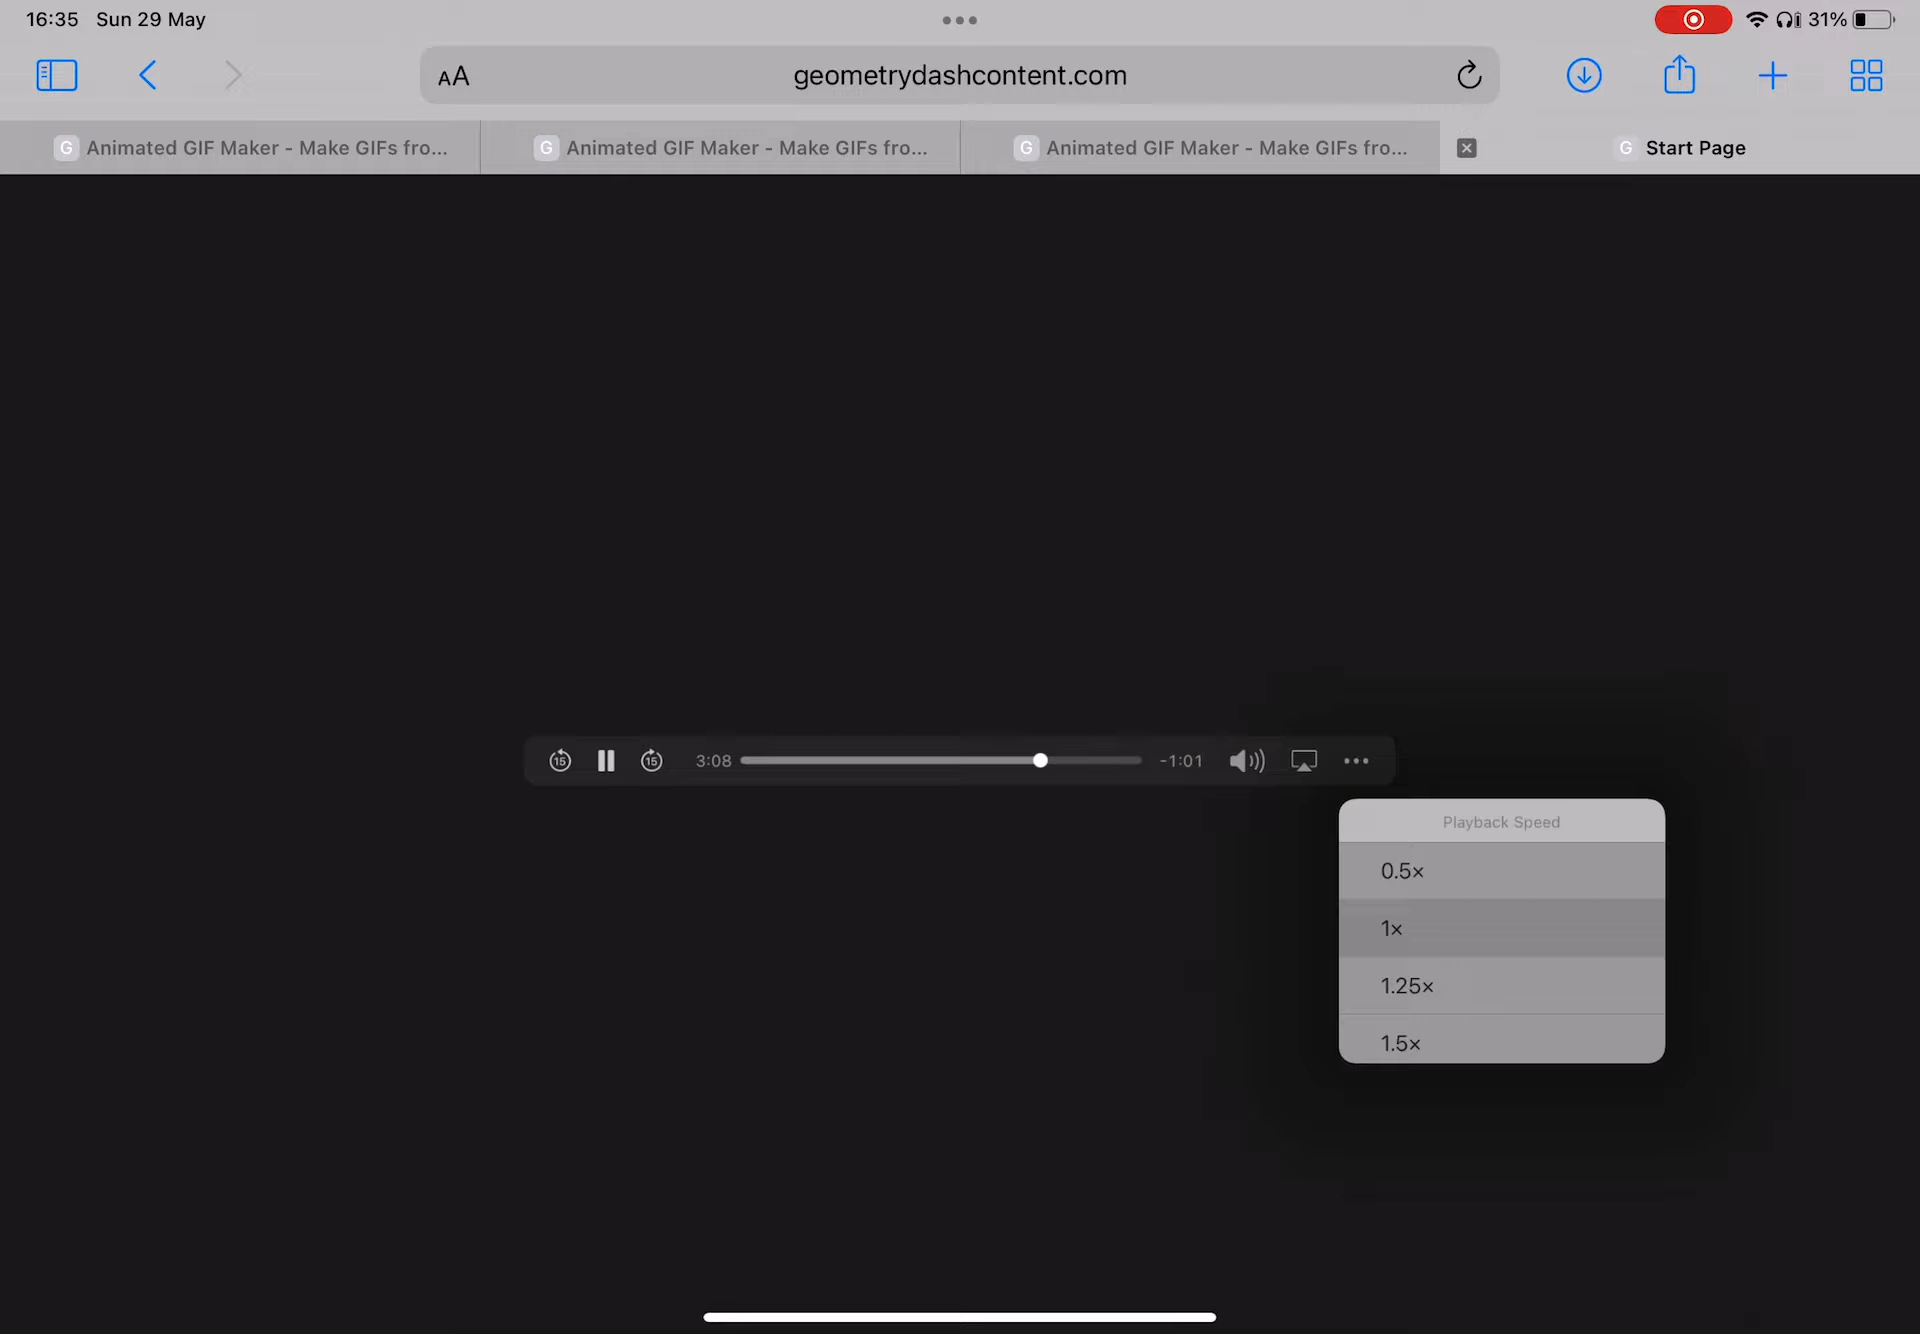 16:35 Sun 29 May
31%
AA
geometrydashcontent.com
G Animated GIF Maker - Make GIFs fro...
G Animated GIF Maker - Make GIFs fro...
G Animated GIF Maker - Make GIFs fro...
G Start Page
15
15
3:08
-1:01
Playback Speed
0.5×
1×
1.25×
1.5×